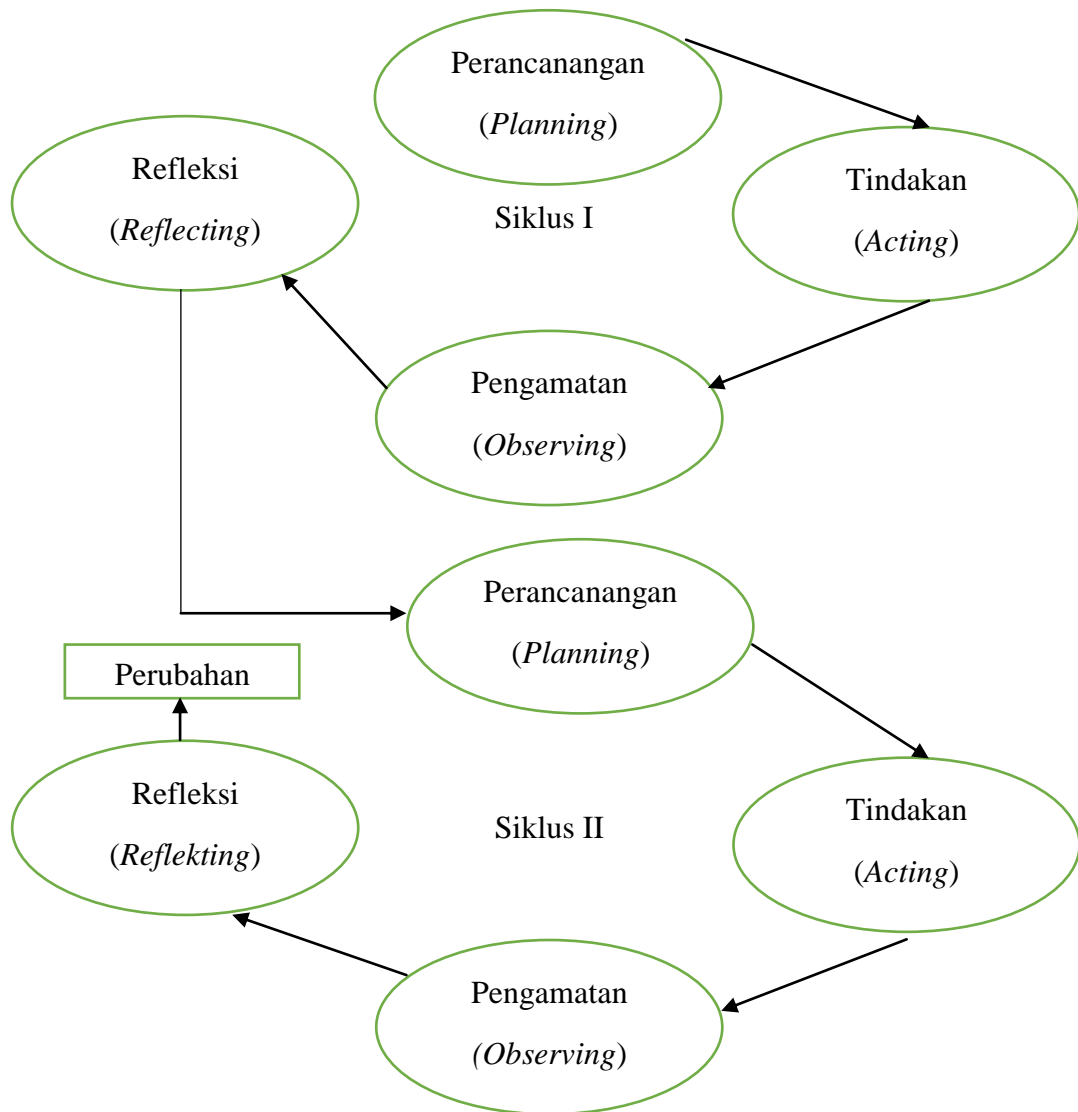 Perancanangan
(Planning)
Refleksi
(Reflecting)
Tindakan
(Acting)
Siklus I
Pengamatan
(Observing)
Perancanangan
(Planning)
Perubahan
Refleksi
(Reflekting)
Tindakan
(Acting)
Siklus II
Pengamatan
(Observing)